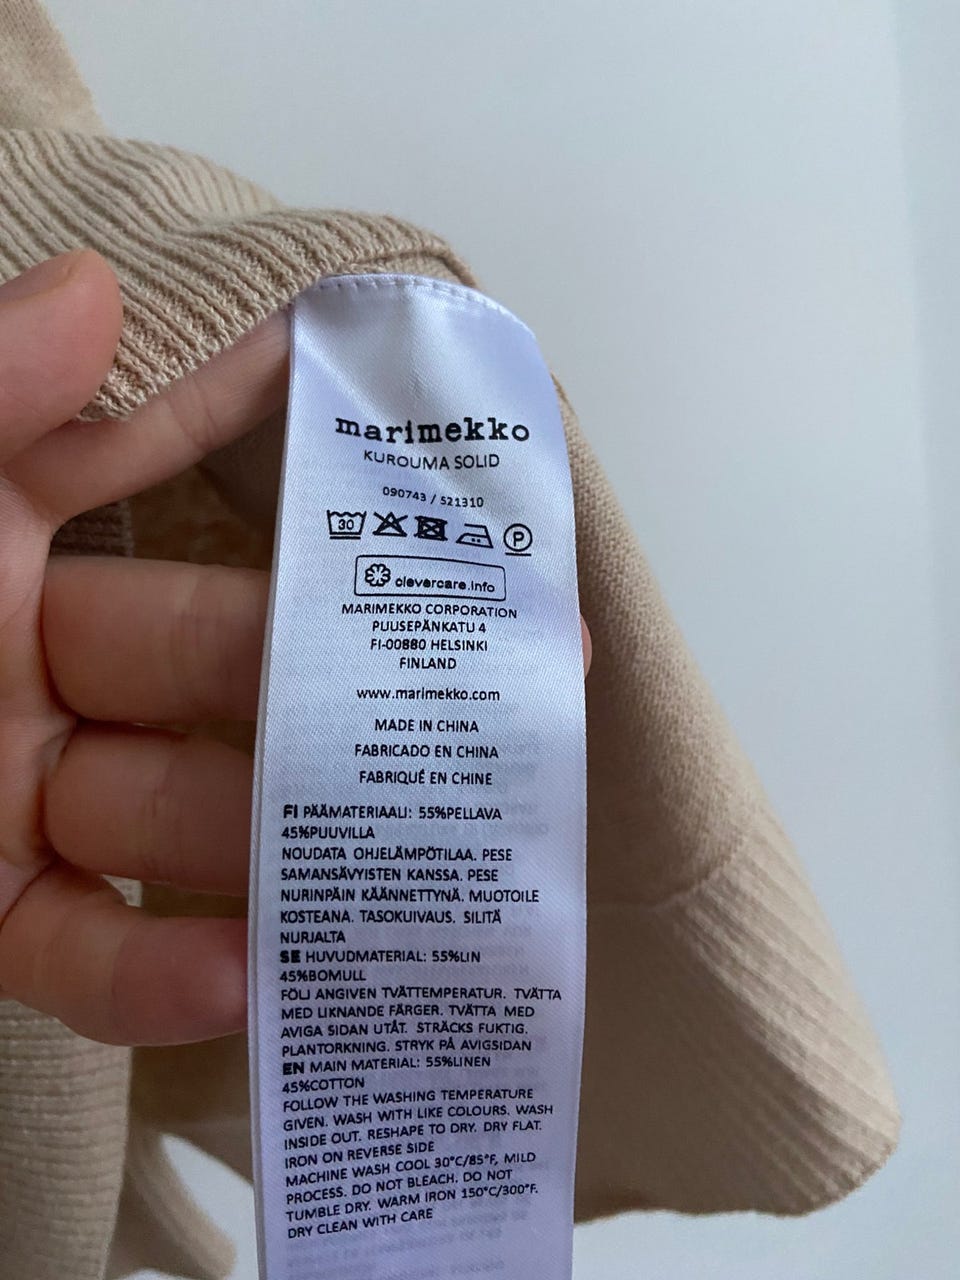 marimekko
KUROUMA SOLID
090743 / 521310
30 P
clevercare.info
MARIMEKKO CORPORATION
PUUSEPÄNKATU 4
FI-00880 HELSINKI
FINLAND
www.marimekko.com
MADE IN CHINA
FABRICADO EN CHINA
FABRIQUÉ EN CHINE
FI PÄÄMATERIAALI: 55%PELLAVA
45%PUUVILLA
NOUDATA OHJELÄMPÖTILAA. PESE
SAMANSÄVYISTEN KANSSA. PESE
NURINPÄIN KÄÄNNETTYNÄ. MUOTOILE
KOSTEANA. TASOKUIVAUS. SILITÄ
NURJALTA
SE HUVUDMATERIAL: 55%LIN
45%BOMULL
FÖLJ ANGIVEN TVÄTTEMPERATUR. TVÄTTA
MED LIKNANDE FÄRGER. TVÄTTA MED
AVIGA SIDAN UTÅT. STRÄCKS FUKTIG.
PLANTORKNING. STRYK PÅ AVIGSIDAN
EN MAIN MATERIAL: 55%LINEN
45%COTTON
FOLLOW THE WASHING TEMPERATURE
GIVEN. WASH WITH LIKE COLOURS. WASH
INSIDE OUT. RESHAPE TO DRY. DRY FLAT.
IRON ON REVERSE SIDE
MACHINE WASH COOL 30°C/85°F, MILD
PROCESS. DO NOT BLEACH. DO NOT
TUMBLE DRY. WARM IRON 150°C/300°F.
DRY CLEAN WITH CARE